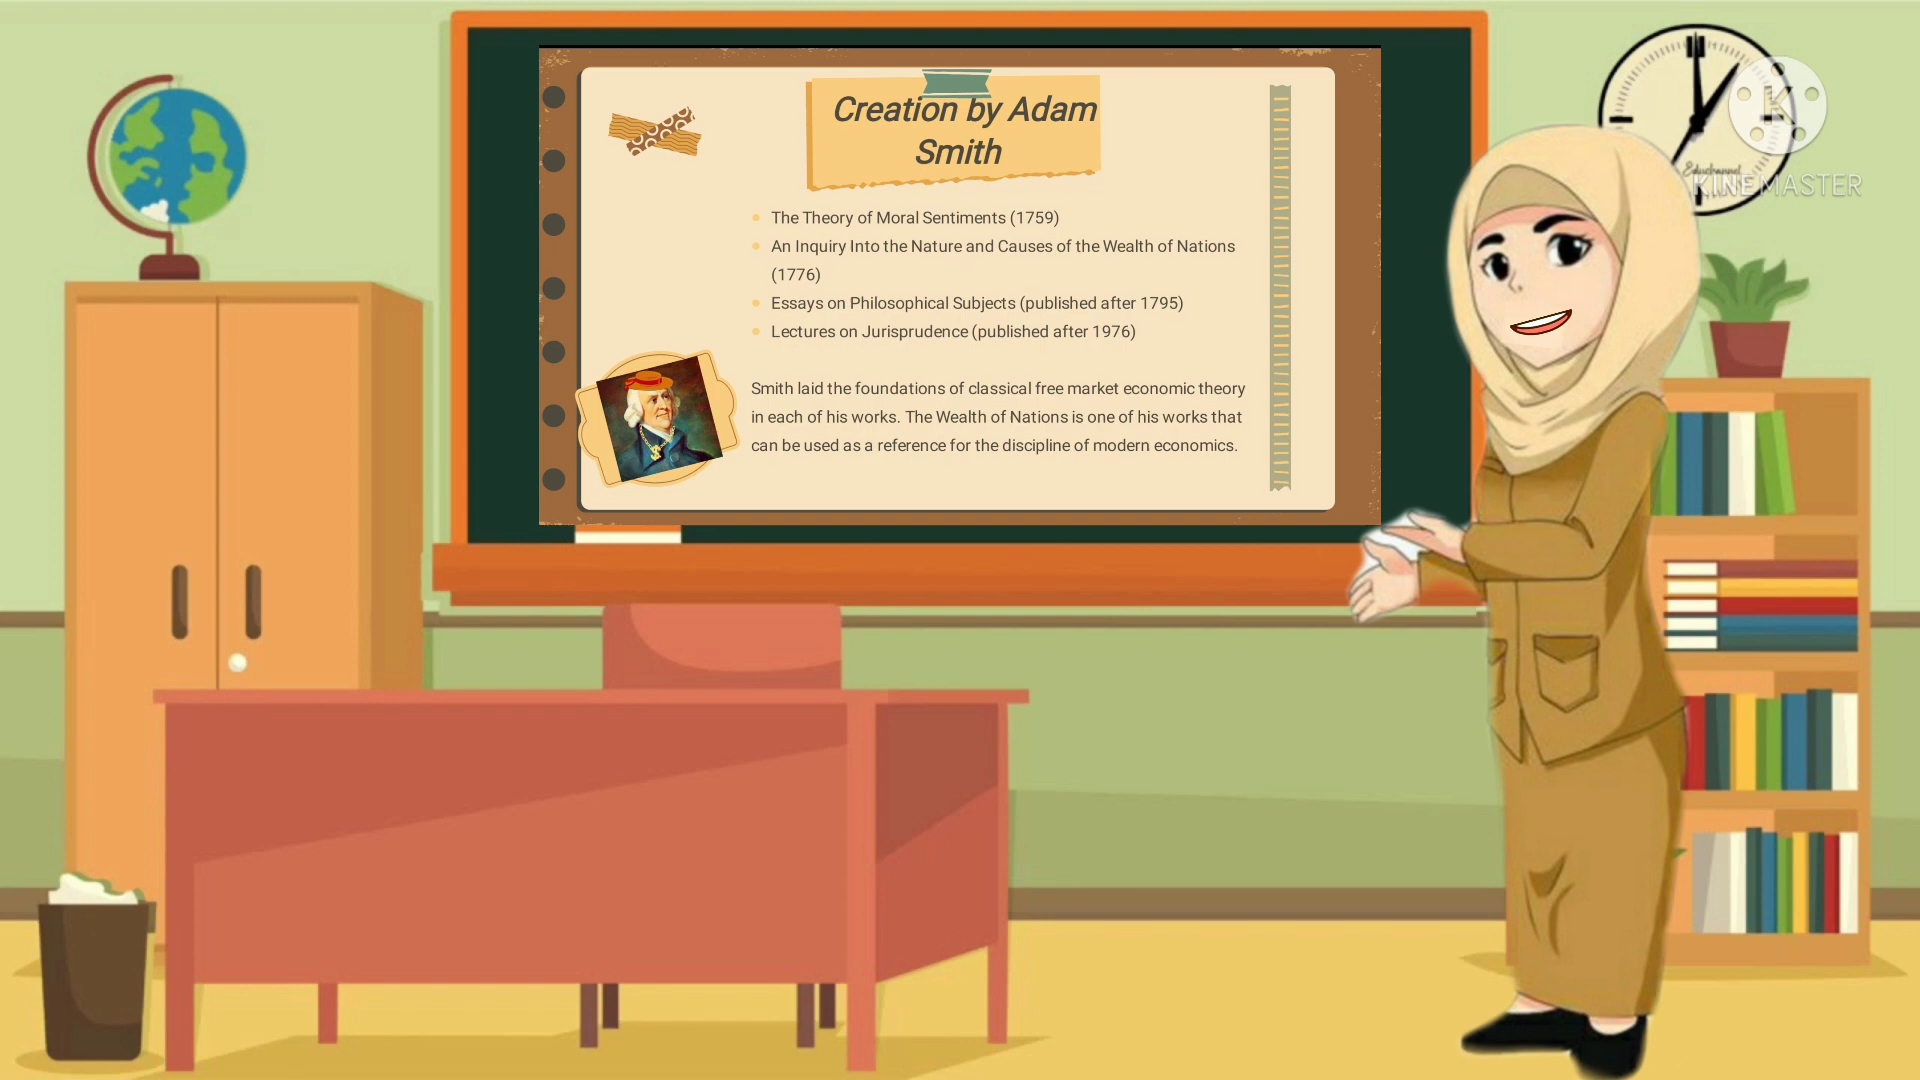 Creation by Adam
Smith
The Theory of Moral Sentiments (1759)
An Inquiry Into the Nature and Causes of the Wealth of Nations
(1776)
Essays on Philosophical Subjects (published after 1795)
Lectures on Jurisprudence (published after 1976)
Smith laid the foundations of classical free market economic theory
in each of his works. The Wealth of Nations is one of his works that
can be used as a reference for the discipline of modern economics.
K
Educhannel
KINEMASTER